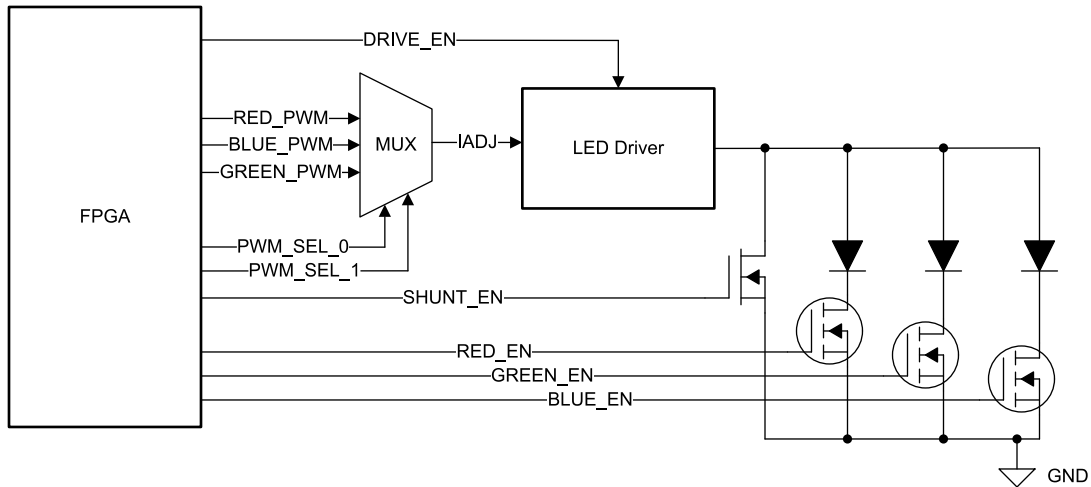 DRIVE_EN
RED_PWM
BLUE_PWM
GREEN_PWM
MUX
IADJ
LED Driver
FPGA
PWM_SEL_0
PWM_SEL_1
SHUNT_EN
RED_EN
GREEN_EN
BLUE_EN
GND